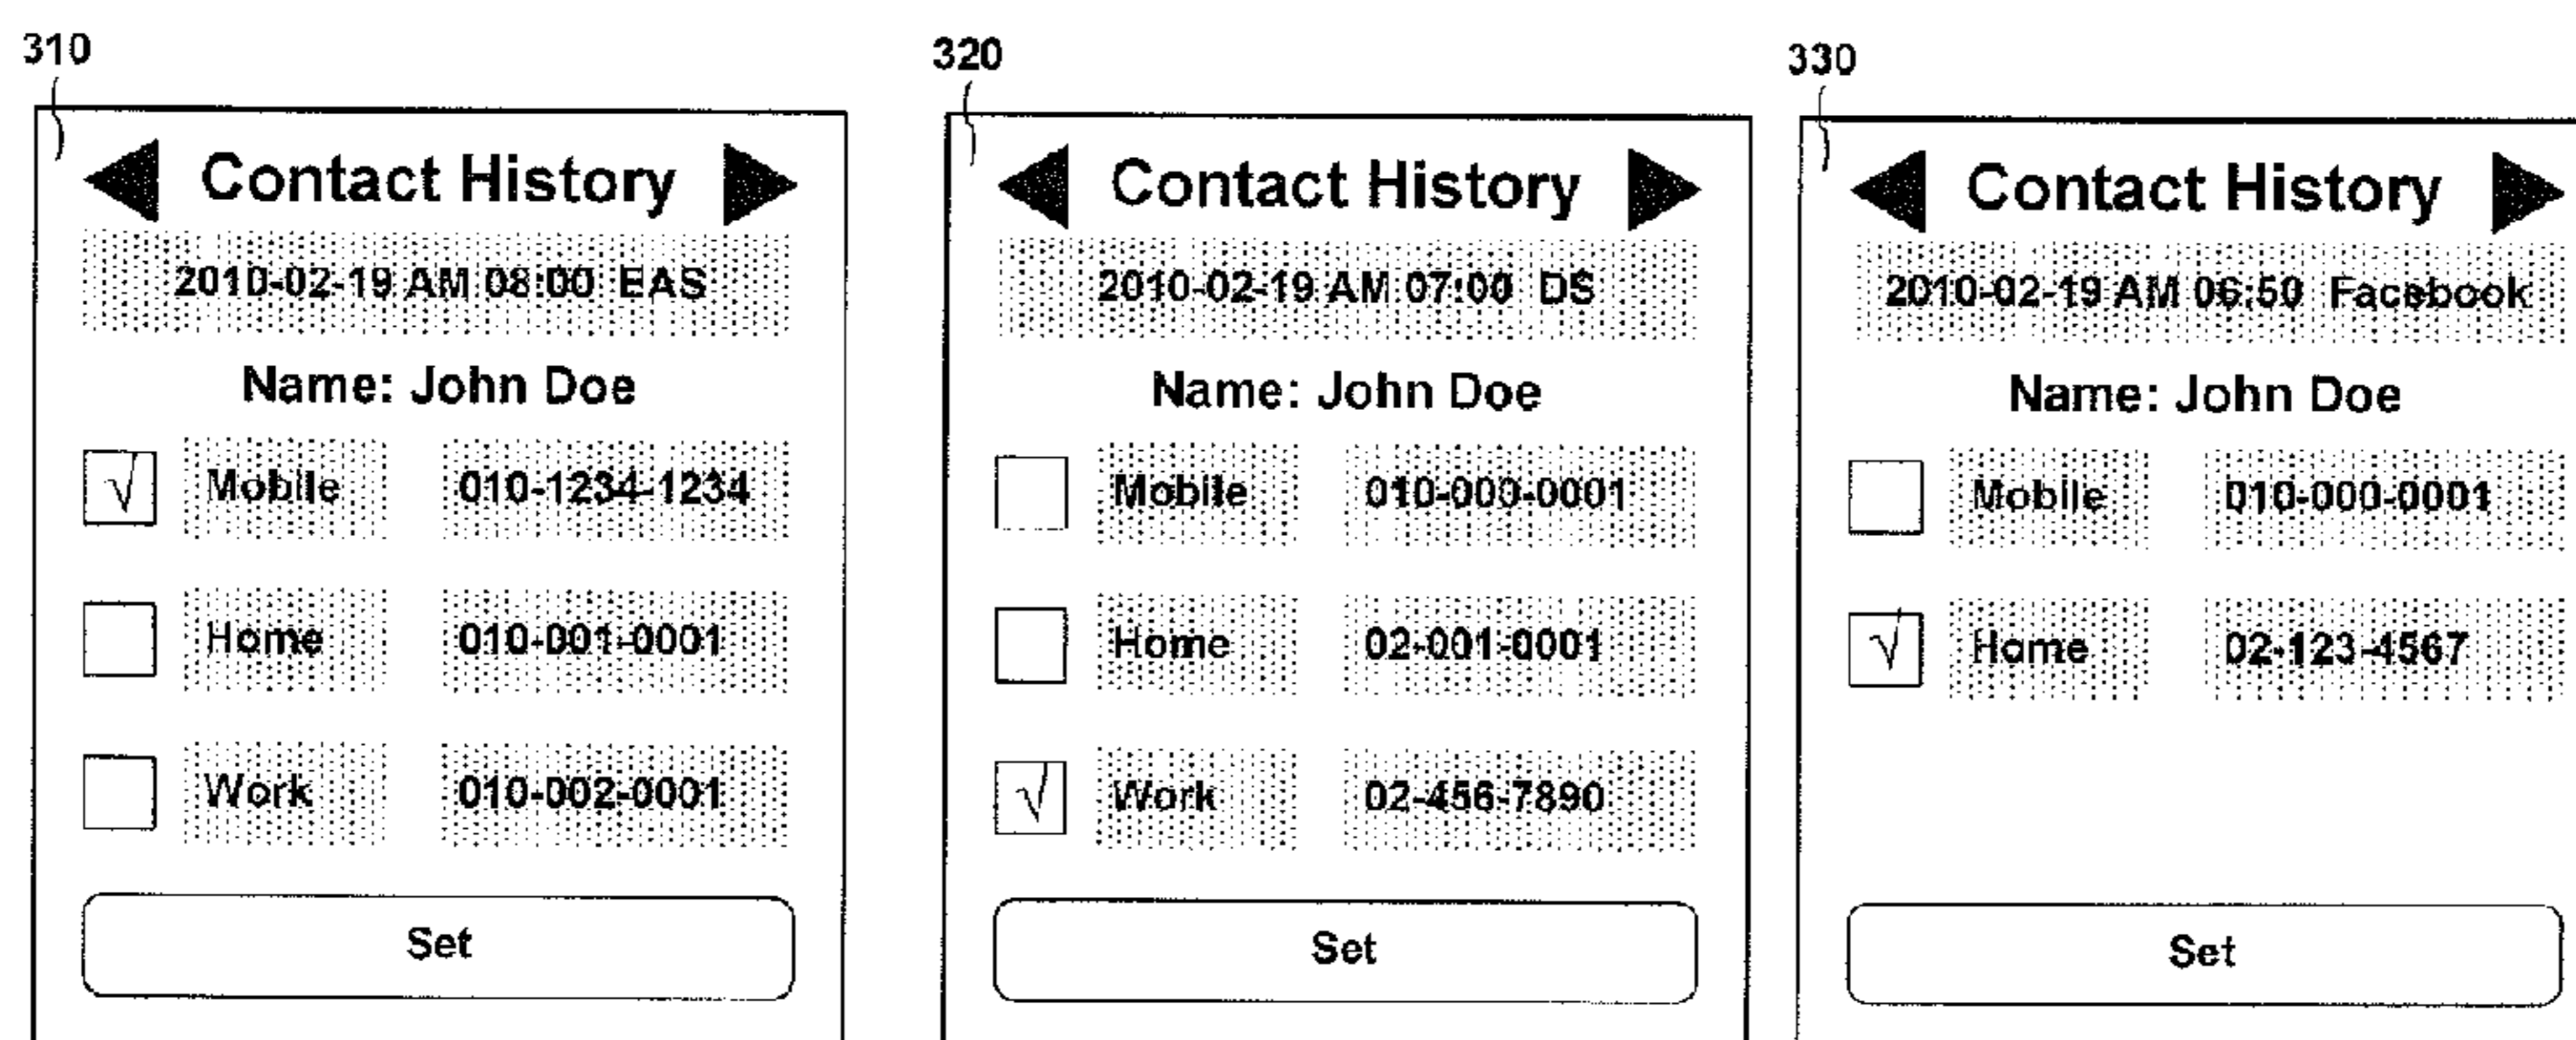 310
Contact History
2010-02-19 AM 08:00 EAS
Name: John Doe
√ Mobile 010-1234-1234
Home 010-001-0001
Work 010-002-0001
Set
320
Contact History
2010-02-19 AM 07:00 DS
Name: John Doe
Mobile 010-000-0001
Home 02-001-0001
√ Work 02-456-7890
Set
330
Contact History
2010-02-19 AM 06:50 Facebook
Name: John Doe
Mobile 010-000-0001
√ Home 02-123-4567
Set